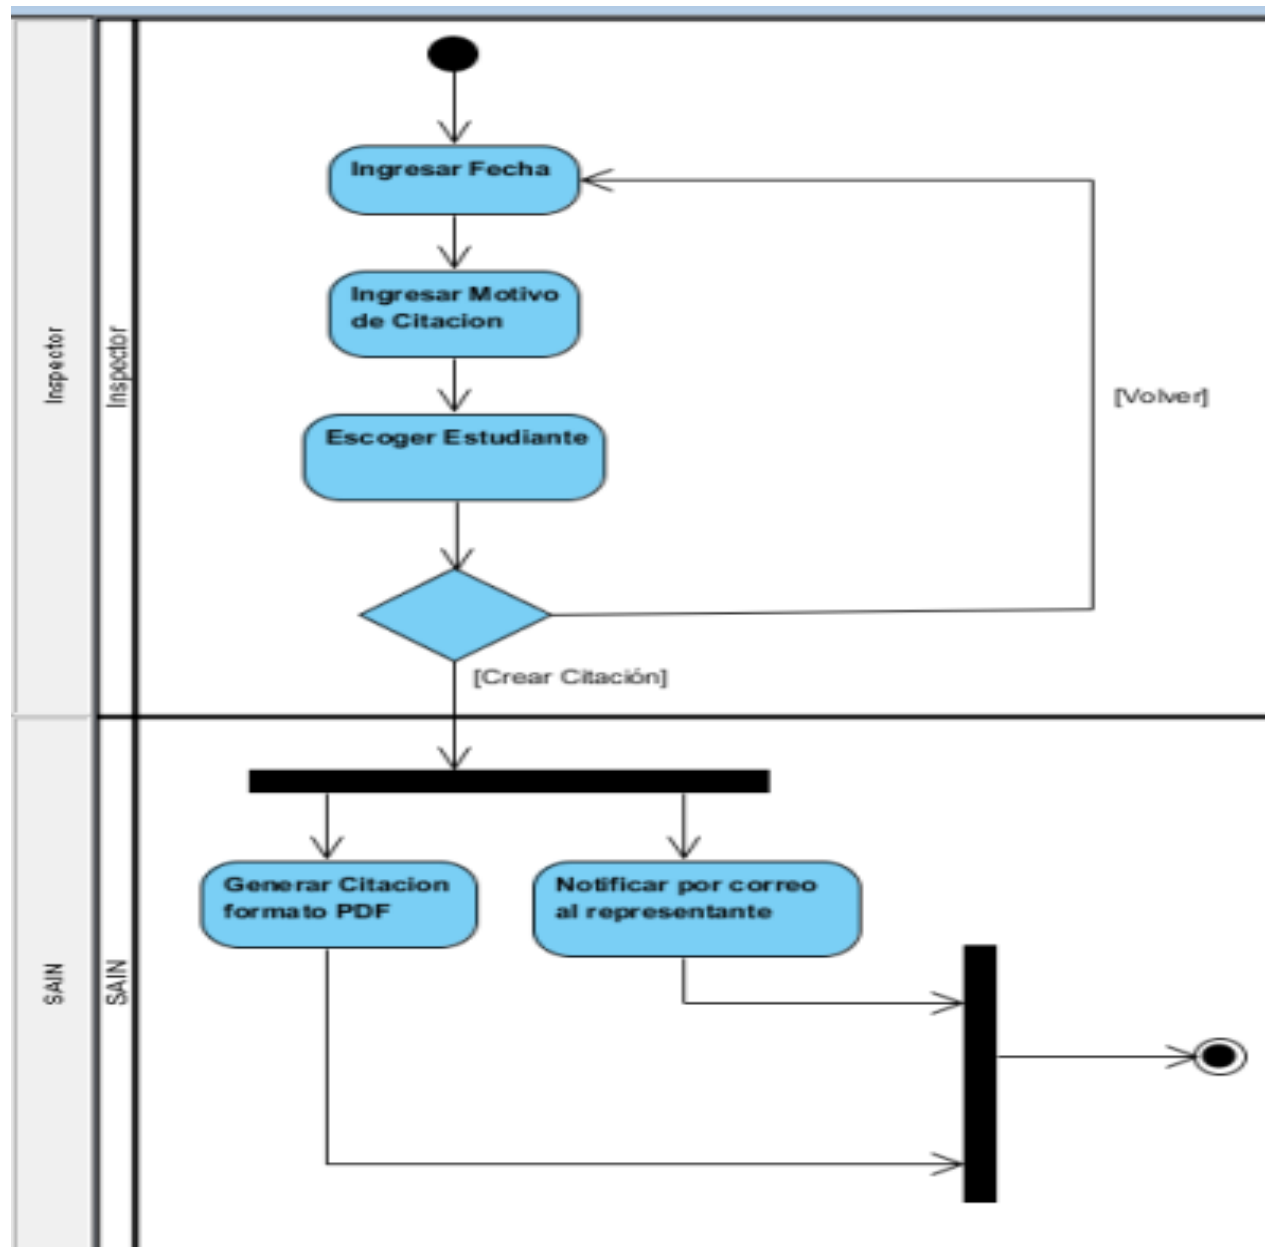 Inspector
Inspector
Ingresar Fecha
Ingresar Motivo
de Citacion
Escoger Estudiante
[Volver]
[Crear Citación]
SAIN
SAIN
Generar Citacion
formato PDF
Notificar por correo
al representante